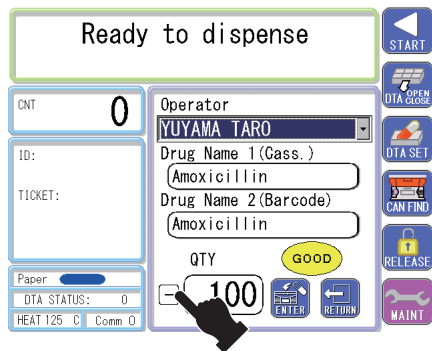 Ready to dispense
START
DTA OPEN CLOSE
CNT 0
Operator
YUYAMA TARO
ID:
Drug Name 1(Cass.)
Amoxicillin
DTA SET
TICKET:
Drug Name 2(Barcode)
Amoxicillin
CAN FIND
QTY GOOD
RELEASE
100
ENTER
RETURN
Paper
DTA STATUS: 0
HEAT 125 C Comm 0
MAINT